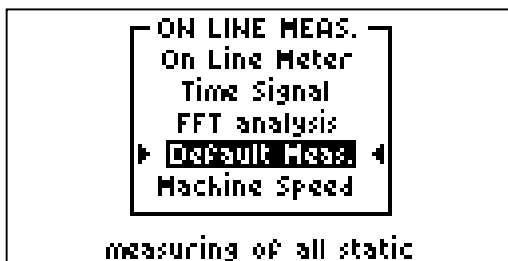 ON LINE MEAS.
On Line Meter
Time Signal
FFT analysis
Default Meas.
Machine Speed
measuring of all static